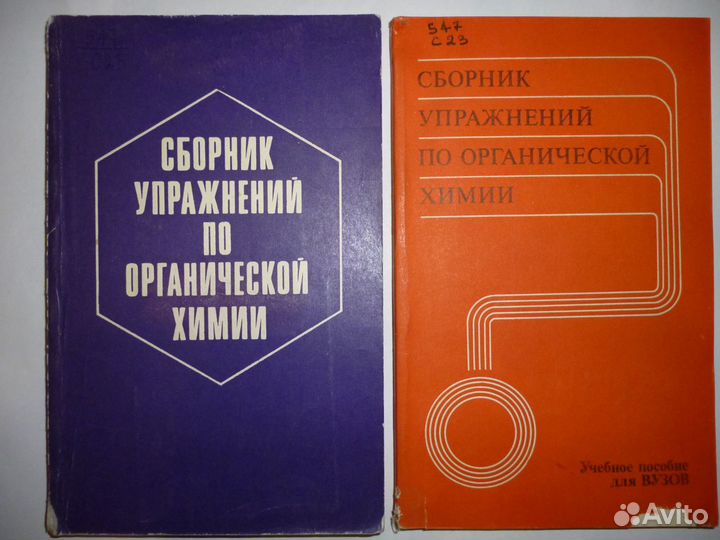 СБОРНИК
УПРАЖНЕНИЙ
ПО
ОРГАНИЧЕСКОЙ
ХИМИИ
547
С23
СБОРНИК
УПРАЖНЕНИЙ
ПО ОРГАНИЧЕСКОЙ
ХИМИИ
Учебное пособие
для ВУЗОВ
Avito